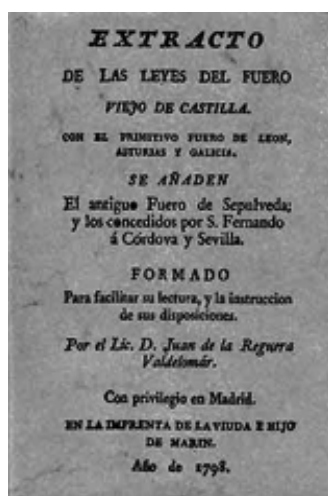 EXTRACTO
DE LAS LEYES DEL FUERO
VIEJO DE CASTILLA.
CON EL PRIMITIVO FUERO DE LEON,
ASTURIAS Y GALICIA.
SE AÑADEN
El antiguo Fuero de Sepulveda;
y los concedidos por S. Fernando
á Córdova y Sevilla.
FORMADO
Para facilitar su lectura, y la instruccion
de sus disposiciones.
Por el Lic. D. Juan de la Reguera
Valdelomár.
Con privilegio en Madrid.
EN LA IMPRENTA DE LA VIUDA E HIJO
DE MARIN.
Año de 1798.